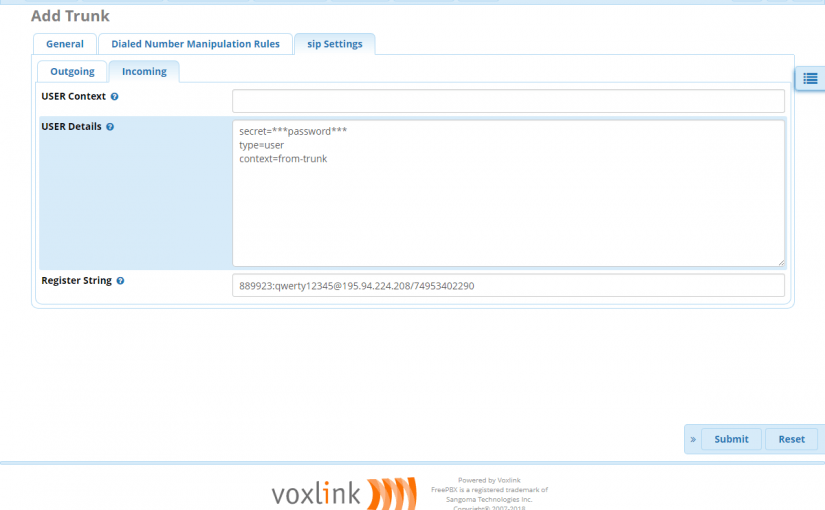 Add Trunk
General
Dialed Number Manipulation Rules
sip Settings
Outgoing
Incoming
USER Context
USER Details
secret=***password***
type=user
context=from-trunk
Register String
889923:qwerty12345@195.94.224.208/74953402290
»
Submit
Reset
voxlink
Powered by Voxlink
FreePBX is a registered trademark of
Sangoma Technologies Inc.
Copyright© 2007-2018